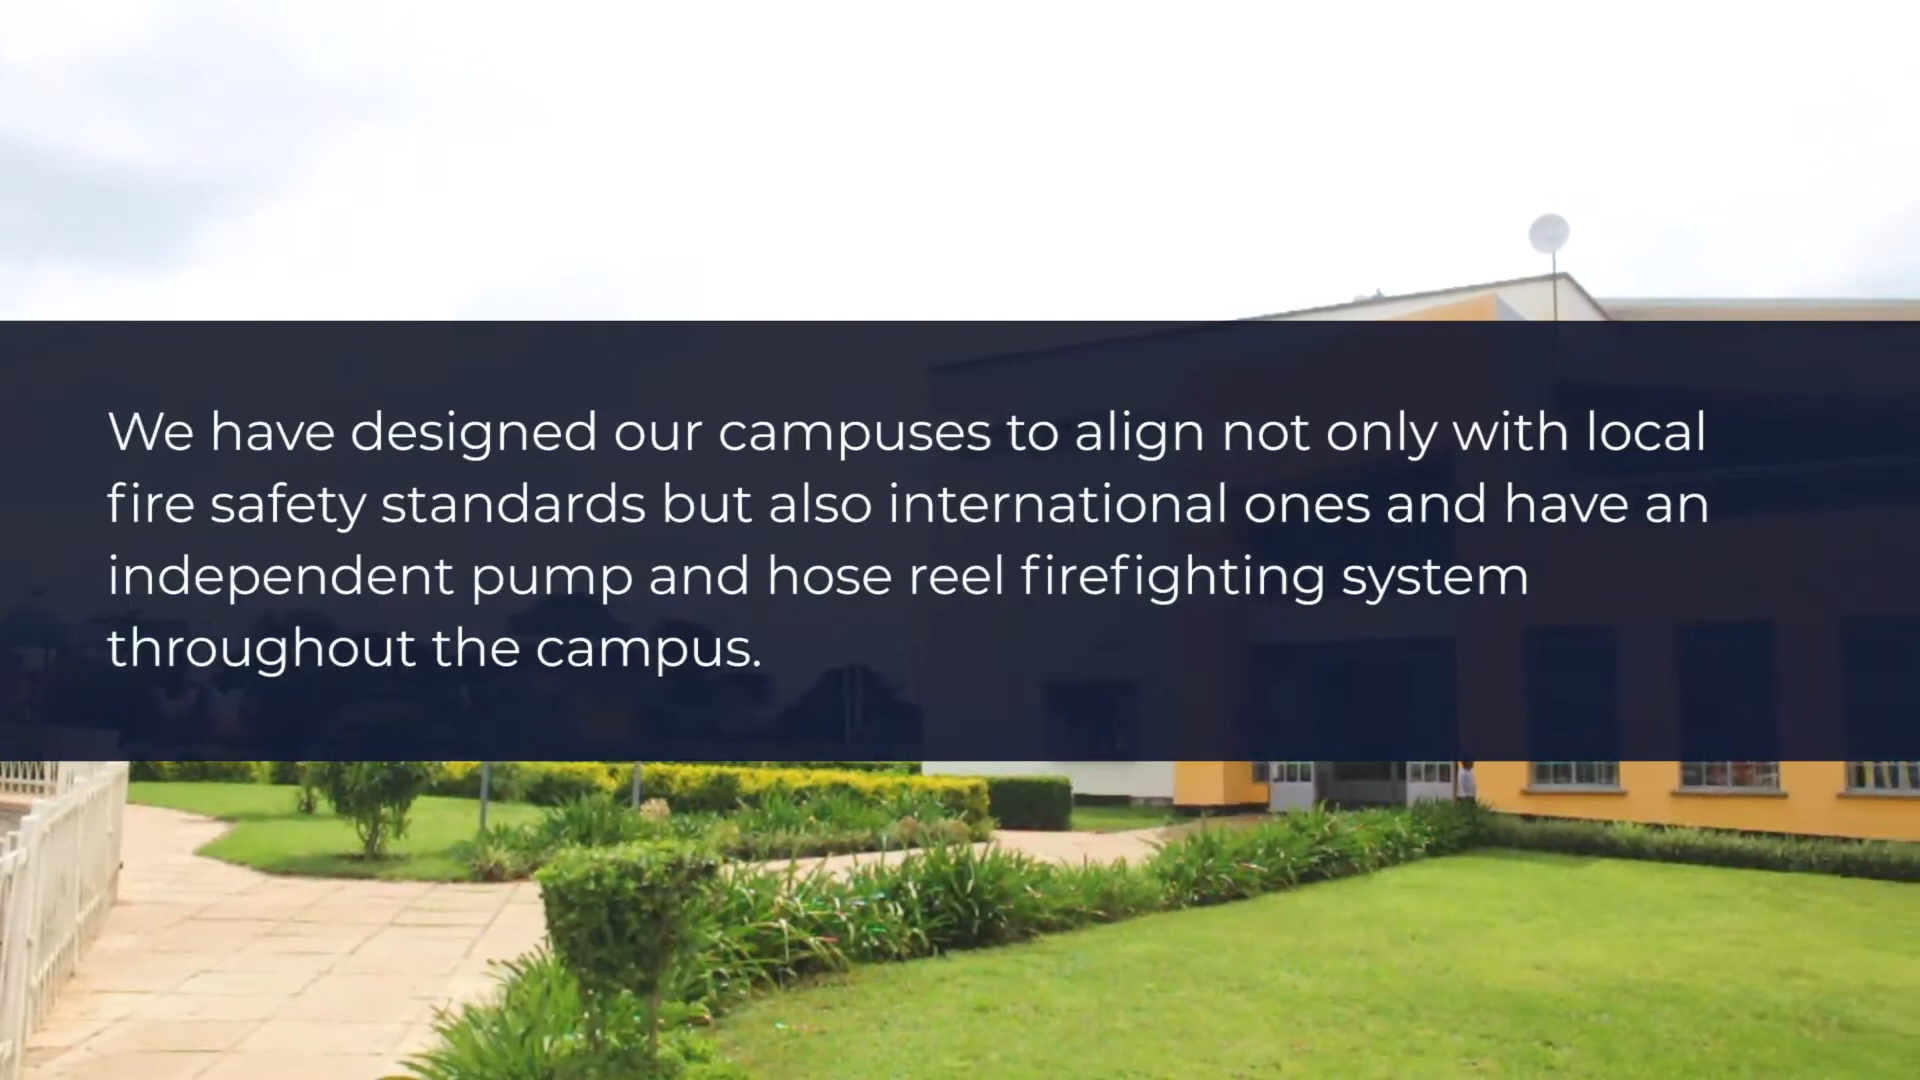 We have designed our campuses to align not only with local
fire safety standards but also international ones and have an
independent pump and hose reel firefighting system
throughout the campus.